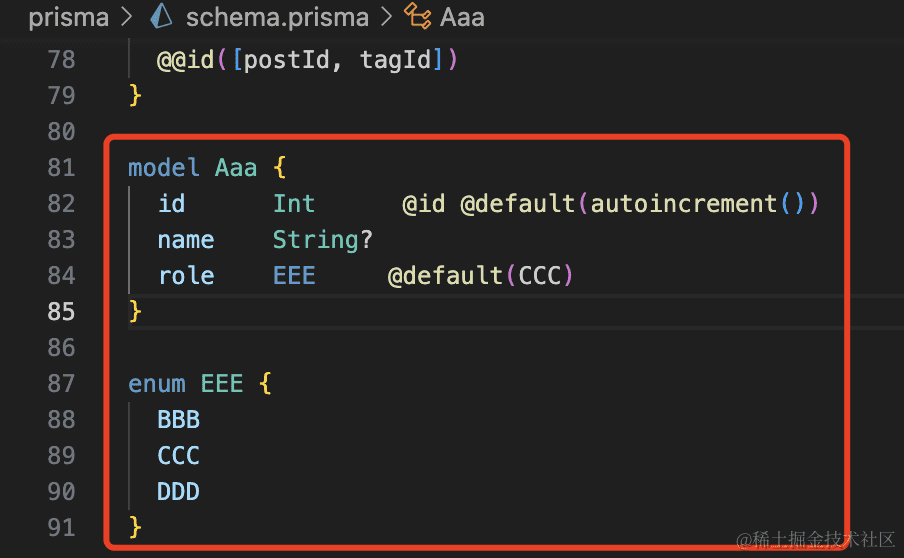 prisma > schema.prisma > Aaa
78 @@id([postId, tagId])
79 }
80
81 model Aaa {
82 id Int @id @default(autoincrement())
83 name String?
84 role EEE @default(CCC)
85 }
86
87 enum EEE {
88 BBB
89 CCC
90 DDD
91 }
@稀土掘金技术社区